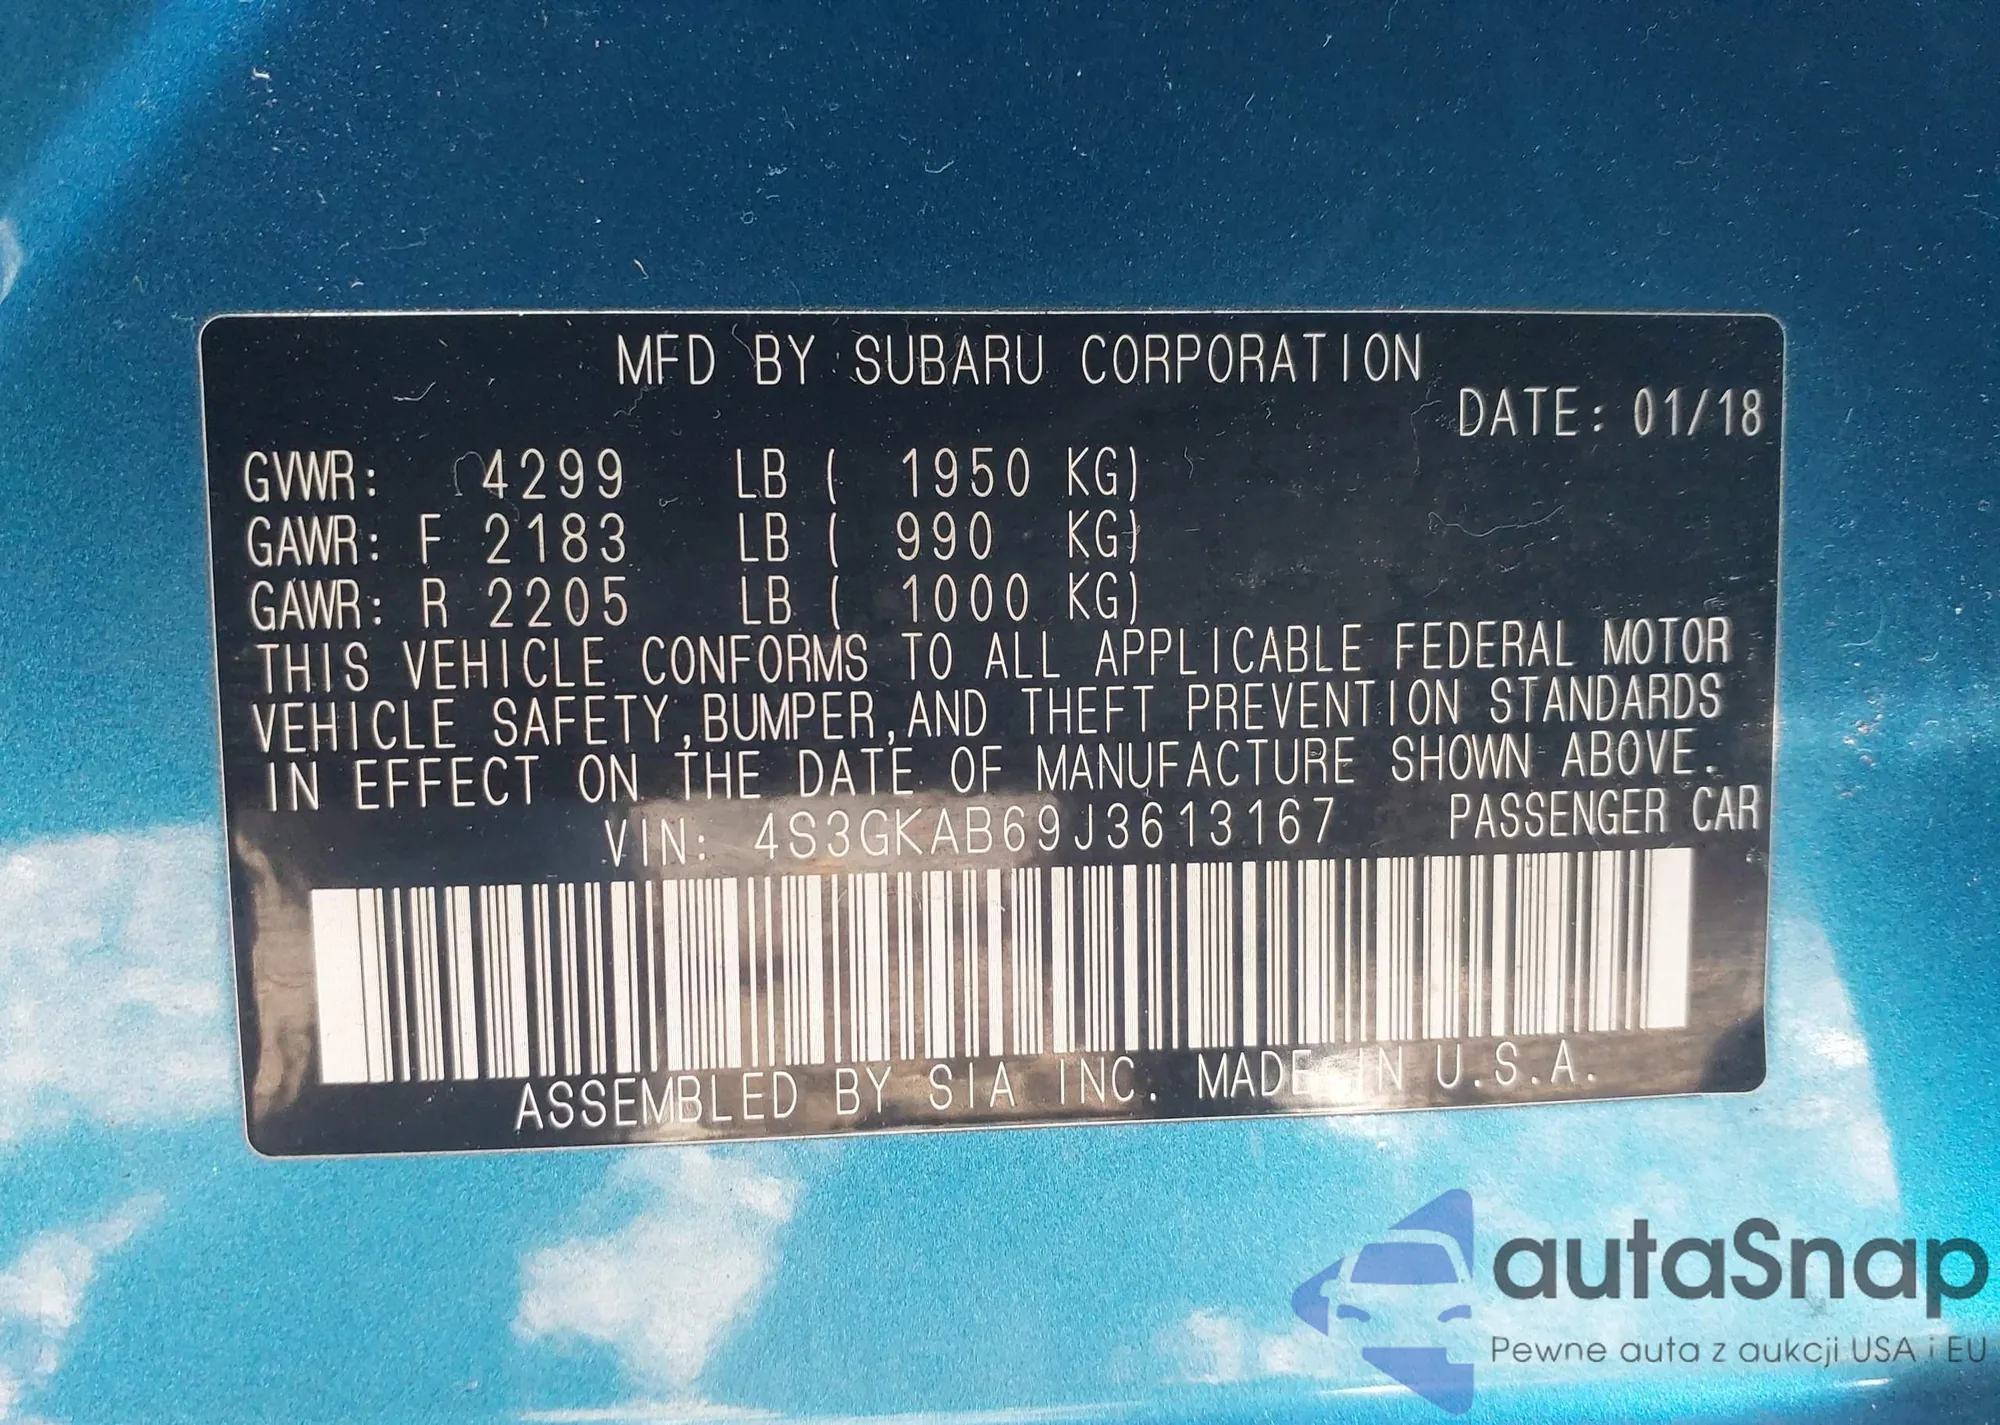 MFD BY SUBARU CORPORATION
DATE: 01/18
GVWR: 4299 LB ( 1950 KG)
GAWR: F 2183 LB ( 990 KG)
GAWR: R 2205 LB ( 1000 KG)
THIS VEHICLE CONFORMS TO ALL APPLICABLE FEDERAL MOTOR
VEHICLE SAFETY,BUMPER,AND THEFT PREVENTION STANDARDS
IN EFFECT ON THE DATE OF MANUFACTURE SHOWN ABOVE.
VIN: 4S3GKAB69J3613167 PASSENGER CAR
ASSEMBLED BY SIA INC. MADE IN U.S.A.
autaSnap
Pewne auta z aukcji USA i EU